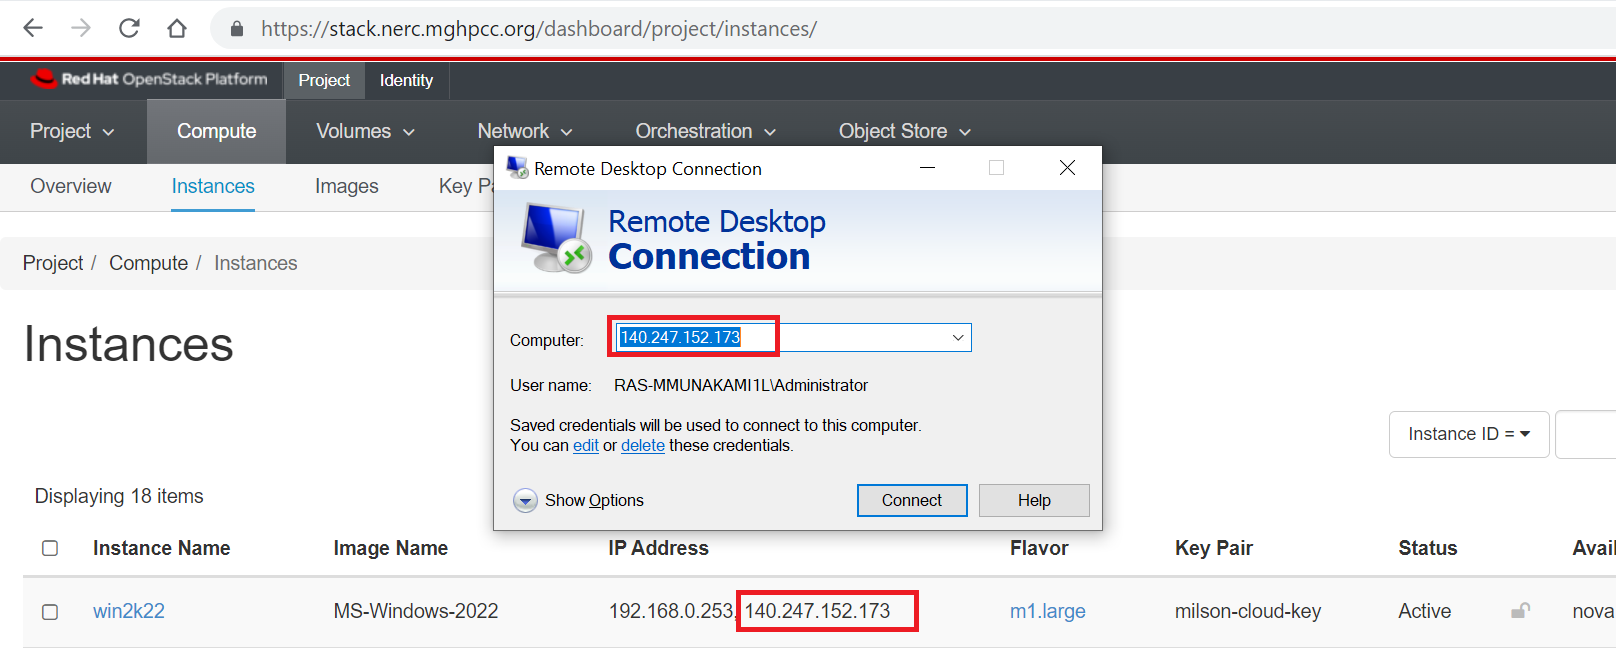 https://stack.nerc.mghpcc.org/dashboard/project/instances/
Red Hat OpenStack Platform Project Identity
Project Compute Volumes Network Orchestration Object Store
Overview Instances Images Key Pa
Remote Desktop Connection
Remote Desktop
Connection
Project / Compute / Instances
Instances
Computer: 140.247.152.173
User name: RAS-MMUNAKAMI1L\Administrator
Saved credentials will be used to connect to this computer.
You can edit or delete these credentials.
Instance ID =
Show Options Connect Help
Displaying 18 items
Instance Name Image Name IP Address Flavor Key Pair Status Avail
win2k22 MS-Windows-2022 192.168.0.253, 140.247.152.173 m1.large milson-cloud-key Active nova